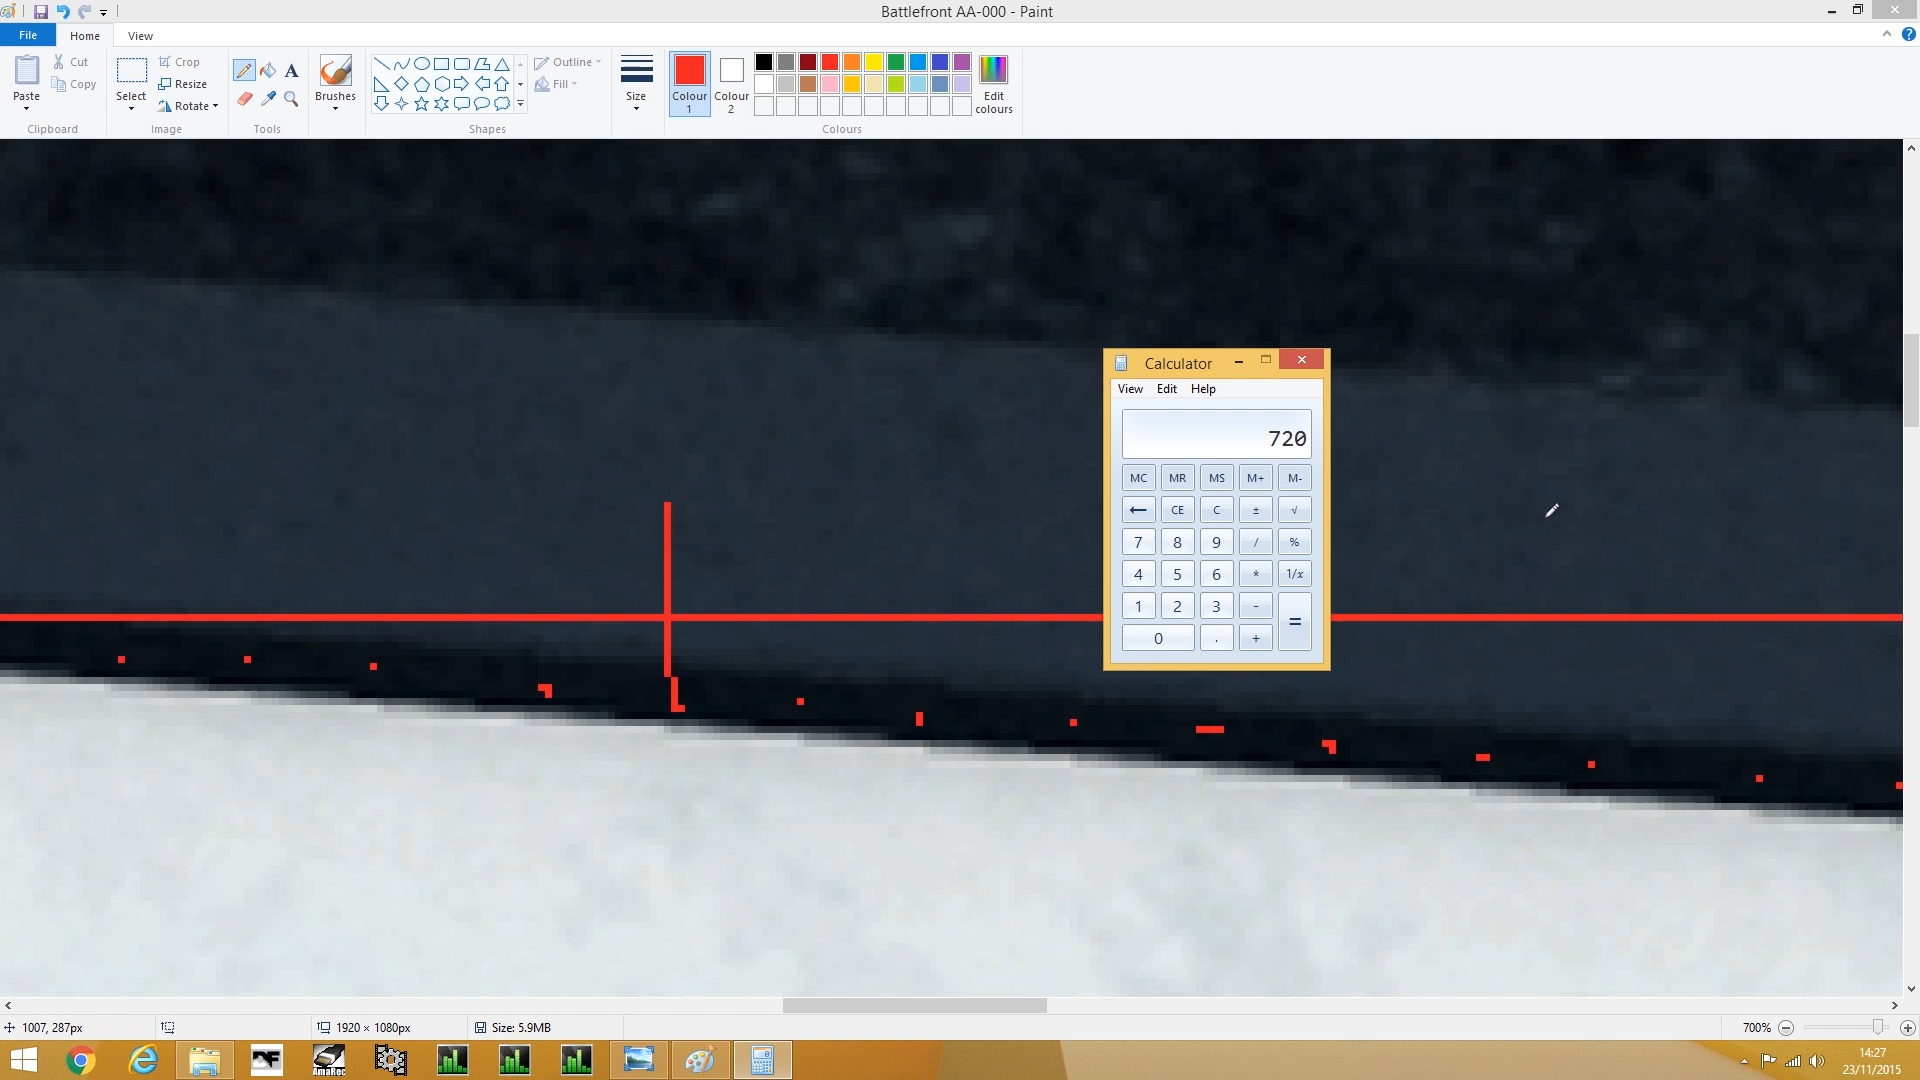 Battlefront AA-000 - Paint
File Home View
Paste
Cut
Copy
Clipboard
Select
Crop
Resize
Rotate
Image
A
Tools
Brushes
Shapes
Outline
Fill
Size
Colour 1
Colour 2
Colours
Edit colours
Calculator
View Edit Help
720
MC MR MS M+ M-
← CE C ± √
7 8 9 / %
4 5 6 * 1/x
1 2 3 - =
0 . +
1007, 287px
1920 × 1080px
Size: 5.9MB
700%
DF
AmaRec
14:27
23/11/2015